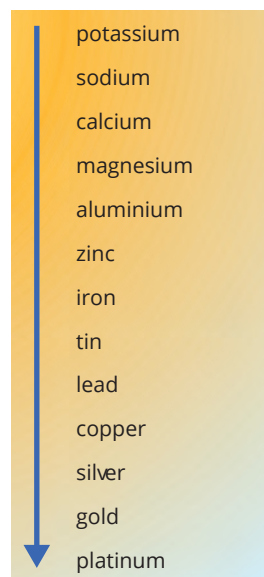 potassium
sodium
calcium
magnesium
aluminium
zinc
iron
tin
lead
copper
silver
gold
platinum